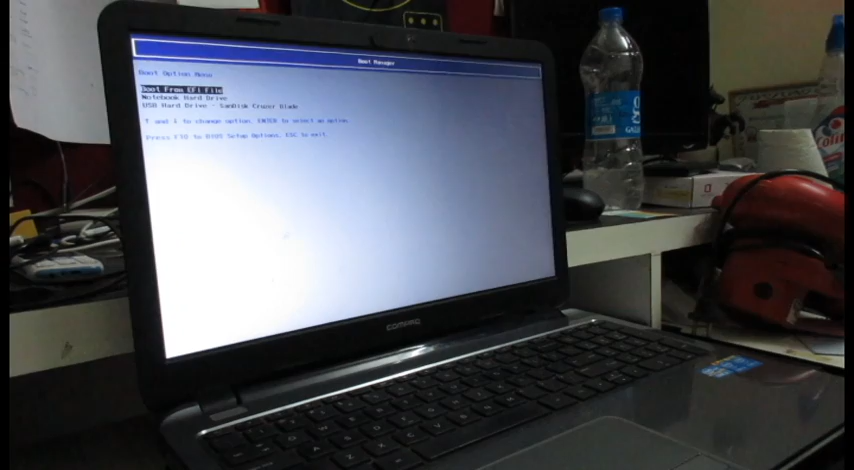 Boot Manager
Boot Option Menu
Boot From EFI File
Notebook Hard Drive
USB Hard Drive - SanDisk Cruzer Blade
↑ and ↓ to change option, ENTER to select an option
Press F10 to BIOS Setup Options, ESC to exit
COMPAQ